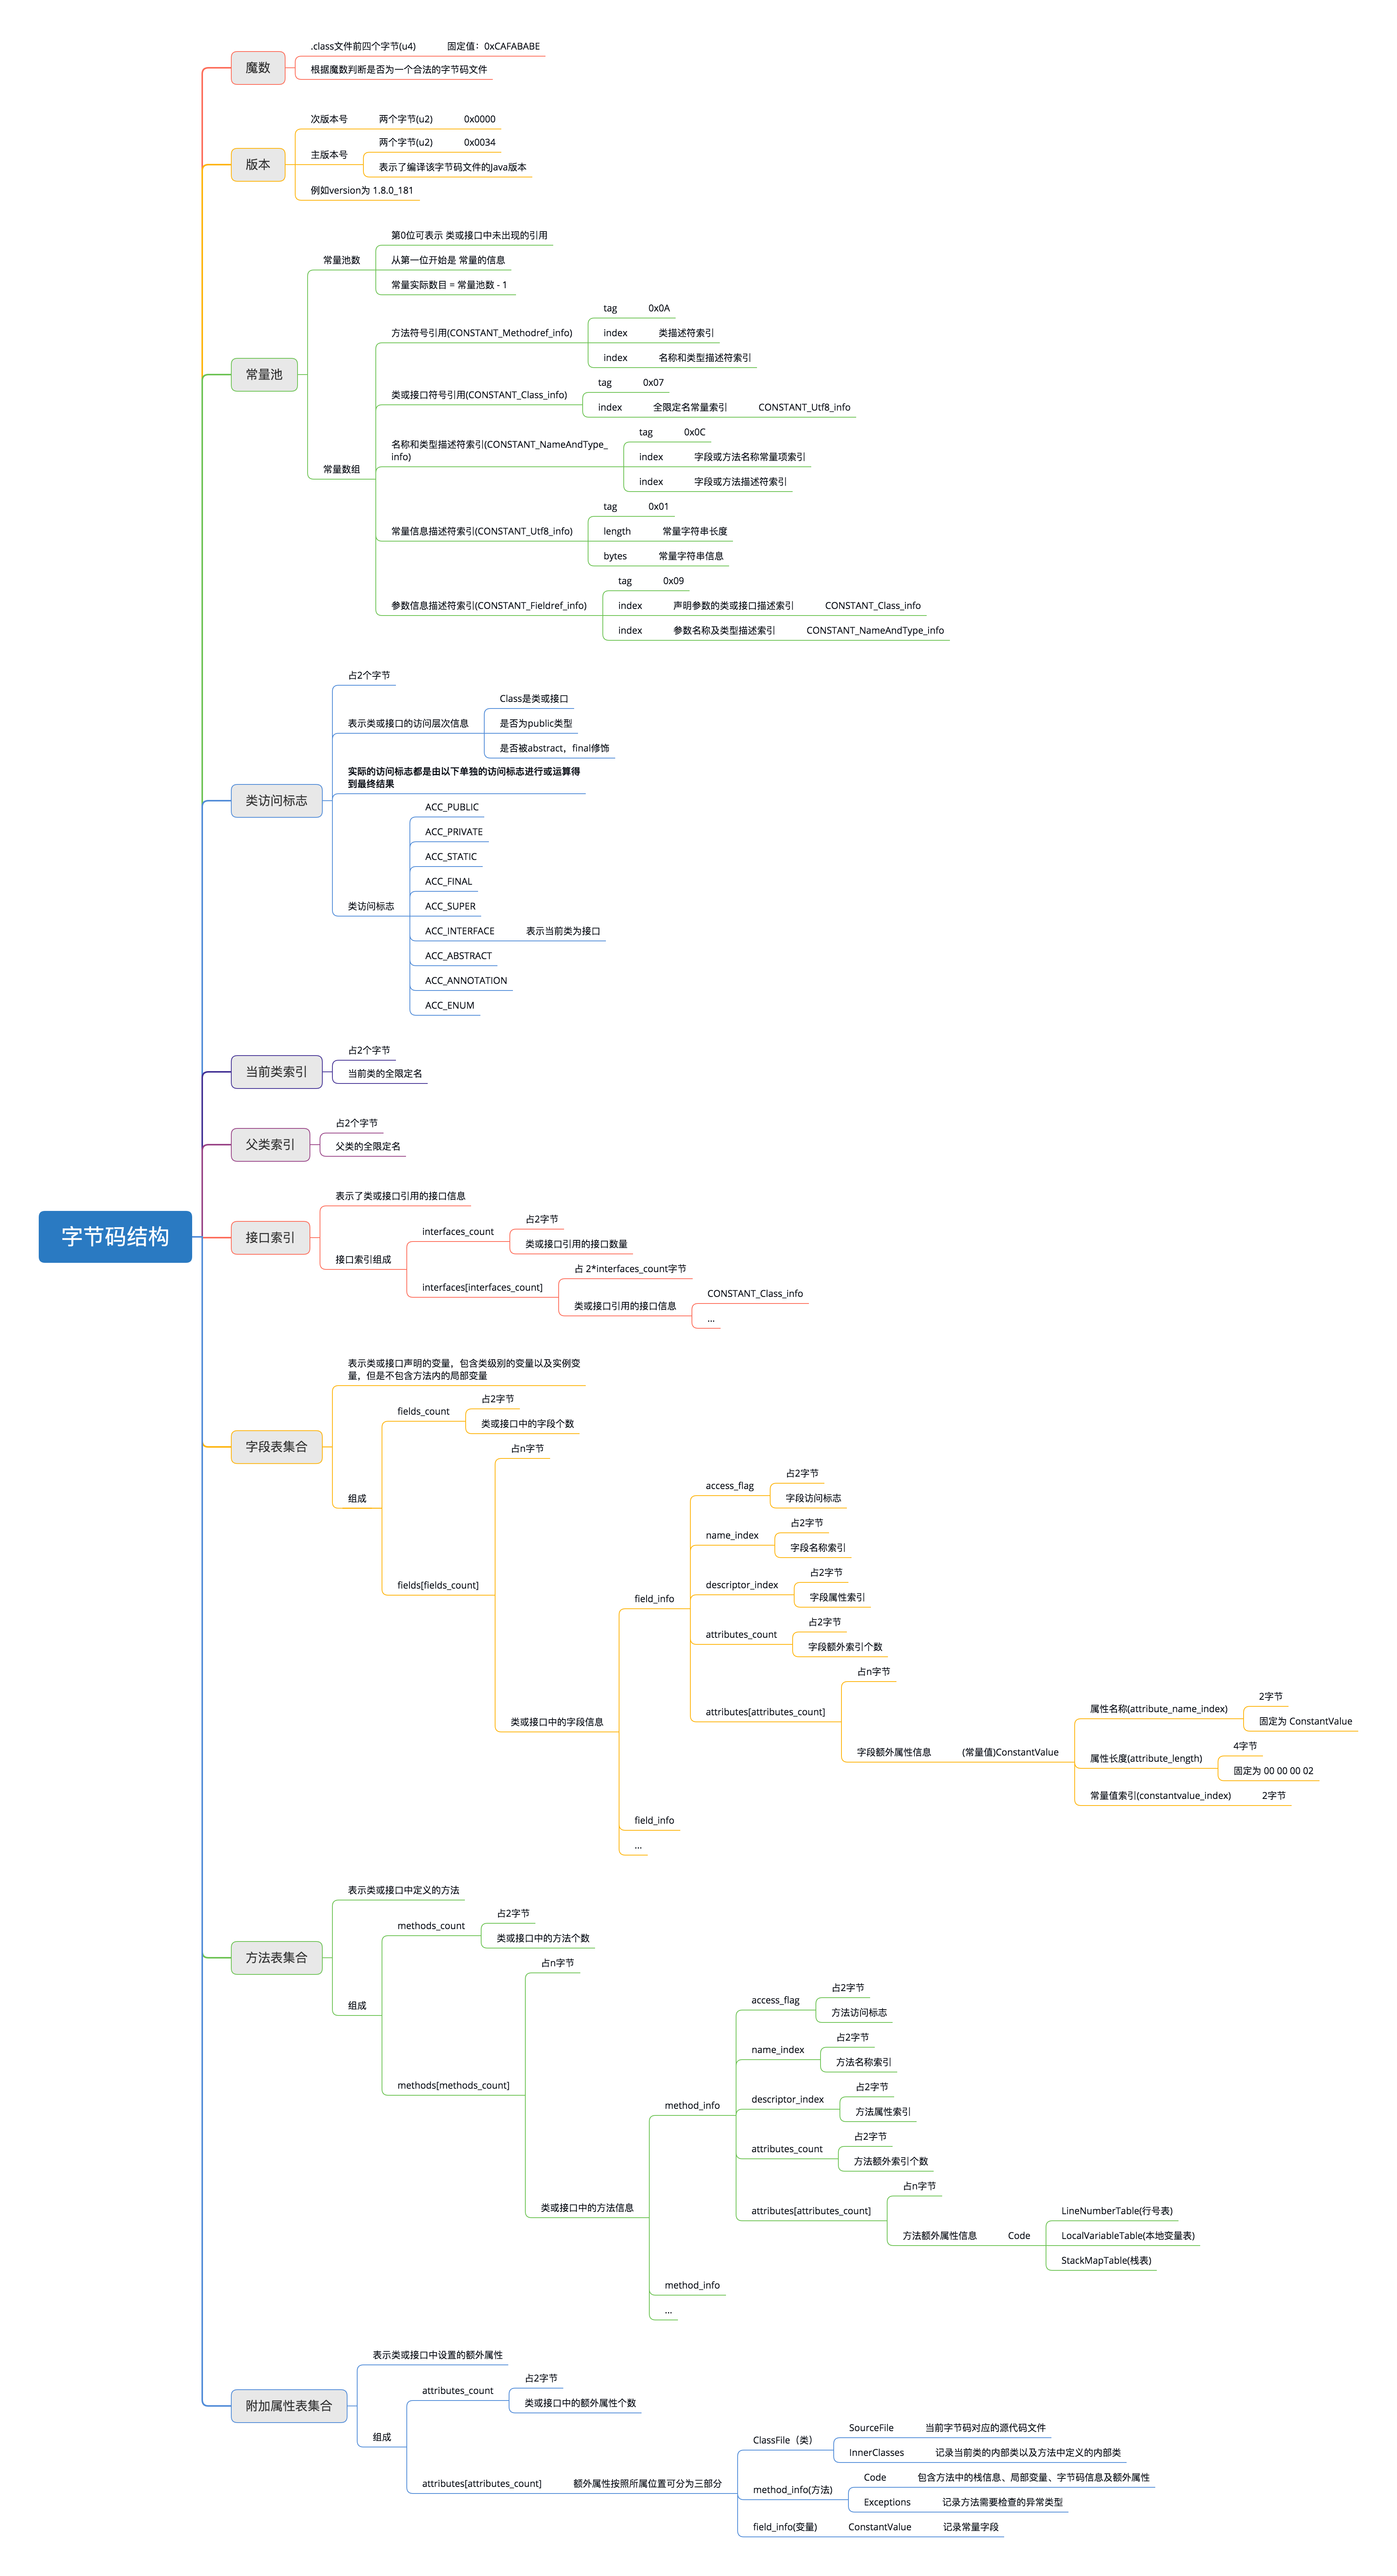 .class文件前四个字节(u4) 固定值：0xCAFABABE
魔数
根据魔数判断是否为一个合法的字节码文件
次版本号 两个字节(u2) 0x0000
两个字节(u2) 0x0034
主版本号
版本
表示了编译该字节码文件的Java版本
例如version为 1.8.0_181
第0位可表示 类或接口中未出现的引用
常量池数 从第一位开始是 常量的信息
常量实际数目 = 常量池数 - 1
tag 0x0A
方法符号引用(CONSTANT_Methodref_info) index 类描述符索引
index 名称和类型描述符索引
常量池
tag 0x07
类或接口符号引用(CONSTANT_Class_info)
index 全限定名常量索引 CONSTANT_Utf8_info
tag 0x0C
名称和类型描述符索引(CONSTANT_NameAndType_
info) index 字段或方法名称常量项索引
常量数组
index 字段或方法描述符索引
tag 0x01
常量信息描述符索引(CONSTANT_Utf8_info) length 常量字符串长度
bytes 常量字符串信息
tag 0x09
参数信息描述符索引(CONSTANT_Fieldref_info) index 声明参数的类或接口描述索引 CONSTANT_Class_info
index 参数名称及类型描述索引 CONSTANT_NameAndType_info
占2个字节
Class是类或接口
表示类或接口的访问层次信息 是否为public类型
是否被abstract，final修饰
实际的访问标志都是由以下单独的访问标志进行或运算得
到最终结果
类访问标志
ACC_PUBLIC
ACC_PRIVATE
ACC_STATIC
ACC_FINAL
类访问标志 ACC_SUPER
ACC_INTERFACE 表示当前类为接口
ACC_ABSTRACT
ACC_ANNOTATION
ACC_ENUM
占2个字节
当前类索引
当前类的全限定名
占2个字节
父类索引
父类的全限定名
字节码结构
表示了类或接口引用的接口信息
接口索引
占2字节
interfaces_count
类或接口引用的接口数量
接口索引组成
占 2*interfaces_count字节
interfaces[interfaces_count]
CONSTANT_Class_info
类或接口引用的接口信息
...
表示类或接口声明的变量，包含类级别的变量以及实例变
量，但是不包含方法内的局部变量
占2字节
fields_count
类或接口中的字段个数
字段表集合
占n字节
组成
占2字节
access_flag
字段访问标志
占2字节
name_index
字段名称索引
占2字节
fields[fields_count] descriptor_index
字段属性索引
field_info
占2字节
attributes_count
字段额外索引个数
占n字节
attributes[attributes_count]
类或接口中的字段信息
2字节
属性名称(attribute_name_index)
固定为 ConstantValue
4字节
字段额外属性信息 (常量值)ConstantValue 属性长度(attribute_length)
固定为 00 00 00 02
常量值索引(constantvalue_index) 2字节
field_info
...
表示类或接口中定义的方法
占2字节
methods_count
类或接口中的方法个数
方法表集合
占n字节
组成
占2字节
access_flag
方法访问标志
占2字节
name_index
方法名称索引
methods[methods_count]
占2字节
descriptor_index
method_info
方法属性索引
占2字节
attributes_count
方法额外索引个数
占n字节
attributes[attributes_count]
类或接口中的方法信息
LineNumberTable(行号表)
方法额外属性信息 Code LocalVariableTable(本地变量表)
StackMapTable(栈表)
method_info
...
表示类或接口中设置的额外属性
占2字节
attributes_count
类或接口中的额外属性个数
附加属性表集合
组成
SourceFile 当前字节码对应的源代码文件
ClassFile（类）
InnerClasses 记录当前类的内部类以及方法中定义的内部类
attributes[attributes_count] 额外属性按照所属位置可分为三部分
Code 包含方法中的栈信息、局部变量、字节码信息及额外属性
method_info(方法)
Exceptions 记录方法需要检查的异常类型
field_info(变量) ConstantValue 记录常量字段